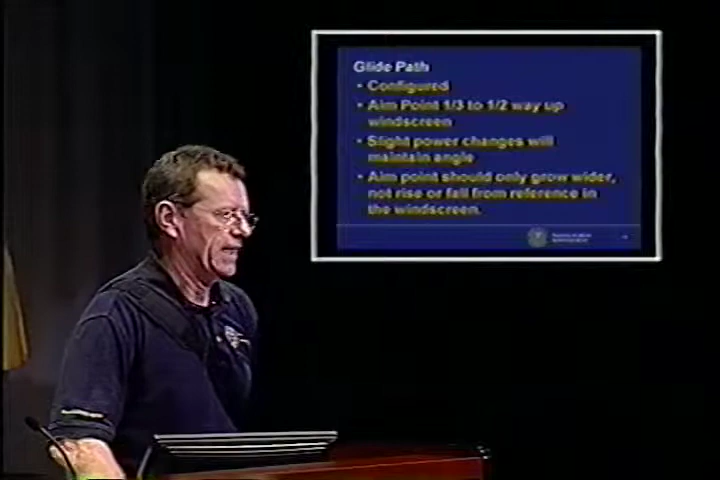 Glide Path
• Configured
• Aim Point 1/3 to 1/2 way up
windscreen
• Slight power changes will
maintain angle
• Aim point should only grow wider,
not rise or fall from reference in
the windscreen.